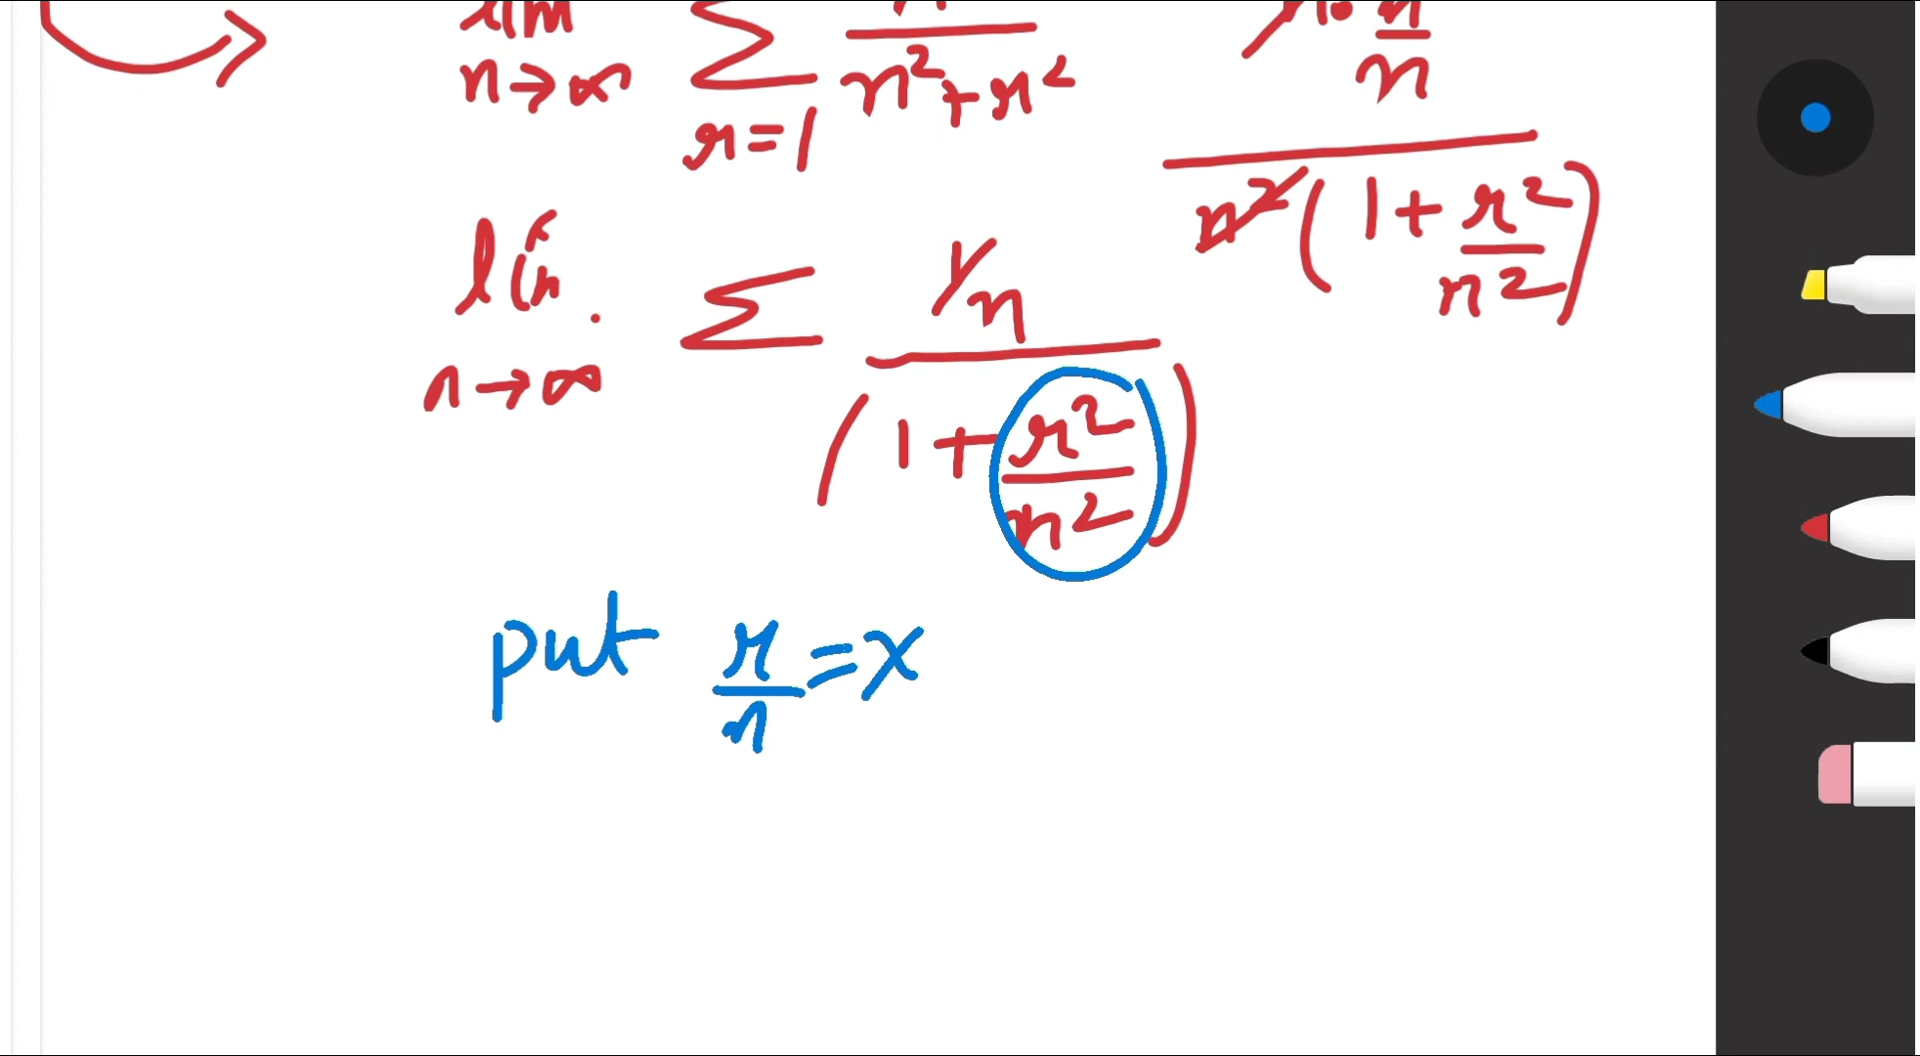 lim ∑ n/(n²+r²)
n→∞ r=1
n²(1+r²/n²)
lim ∑ 1/n
n→∞ (1+r²/n²)
put r/n=x